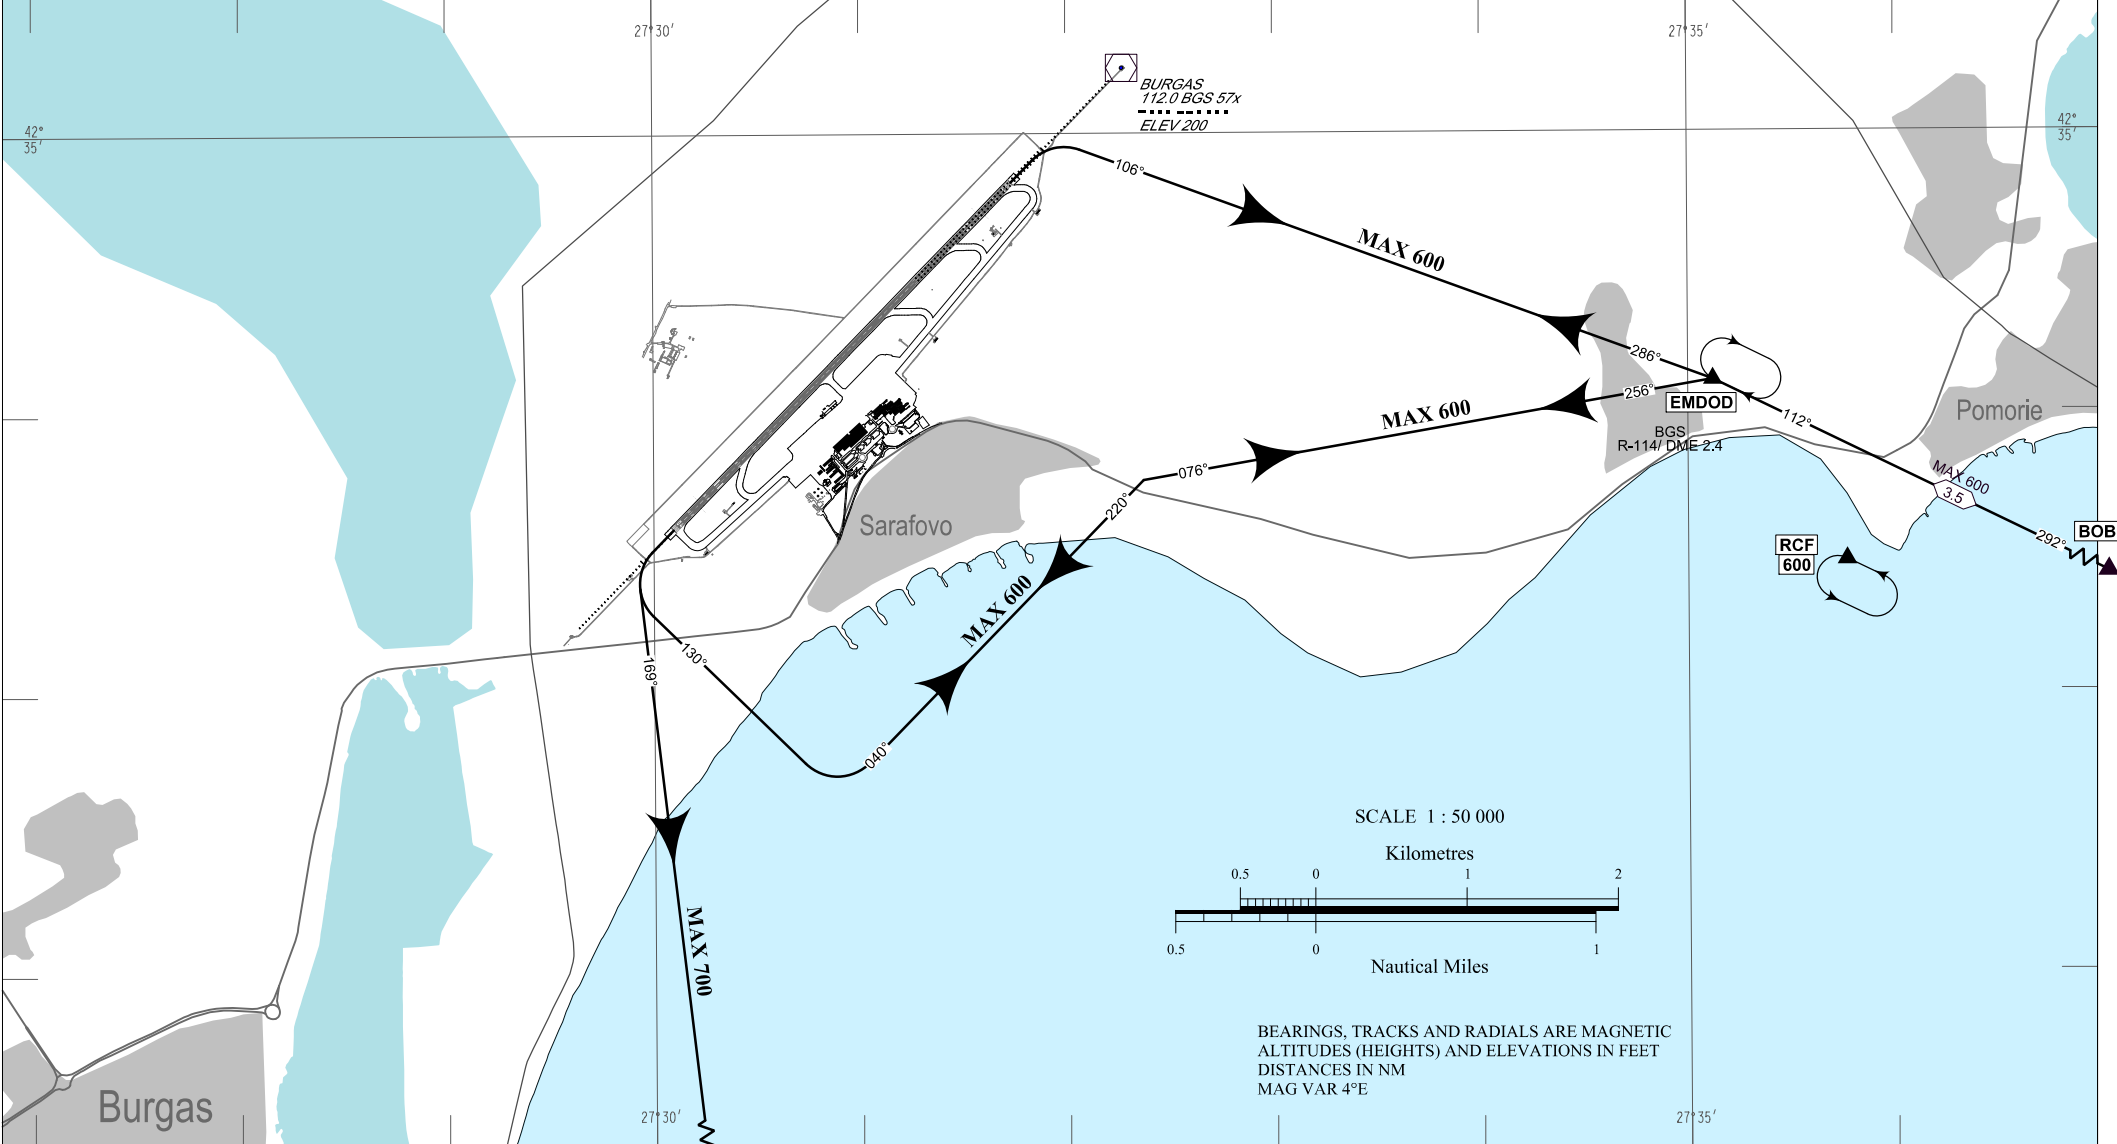 27°30'
27°35'
BURGAS
112.0 BGS 57x
ELEV 200
42°
35'
42°
35'
106°
MAX 600
286°
256°
EMDOD
BGS
R-114/ DME 2.4
112°
Pomorie
MAX 600
076°
220°
MAX 600
3.5
292°
BOB
RCF
600
Sarafovo
MAX 600
130°
169°
040°
SCALE 1 : 50 000
Kilometres
0.5 0 1 2
0.5 0 1
Nautical Miles
MAX 700
BEARINGS, TRACKS AND RADIALS ARE MAGNETIC
ALTITUDES (HEIGHTS) AND ELEVATIONS IN FEET
DISTANCES IN NM
MAG VAR 4°E
Burgas
27°30'
27°35'